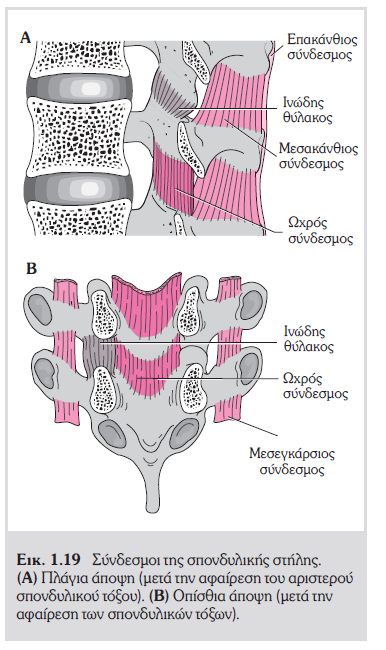 A
Επακάνθιος
σύνδεσμος
Ινώδης
θύλακος
Μεσακάνθιος
σύνδεσμος
Ωχρός
σύνδεσμος
B
Ινώδης
θύλακος
Ωχρός
σύνδεσμος
Μεσεγκάρσιος
σύνδεσμος
Εικ. 1.19 Σύνδεσμοι της σπονδυλικής στήλης.
(Α) Πλάγια άποψη (μετά την αφαίρεση του αριστερού
σπονδυλικού τόξου). (Β) Οπίσθια άποψη (μετά την
αφαίρεση των σπονδυλικών τόξων).